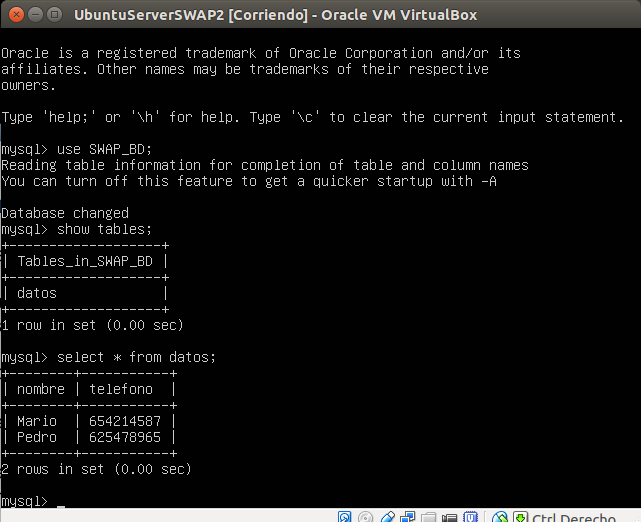 UbuntuServerSWAP2 [Corriendo] - Oracle VM VirtualBox
Oracle is a registered trademark of Oracle Corporation and/or its
affiliates. Other names may be trademarks of their respective
owners.
Type 'help;' or '\h' for help. Type '\c' to clear the current input statement.
mysql> use SWAP_BD;
Reading table information for completion of table and column names
You can turn off this feature to get a quicker startup with -A
Database changed
mysql> show tables;
+-------------------+
| Tables_in_SWAP_BD |
+-------------------+
| datos             |
+-------------------+
1 row in set (0.00 sec)
mysql> select * from datos;
+--------+-----------+
| nombre | telefono  |
+--------+-----------+
| Mario  | 654214587 |
| Pedro  | 625478965 |
+--------+-----------+
2 rows in set (0.00 sec)
mysql> _
Ctrl Derecho